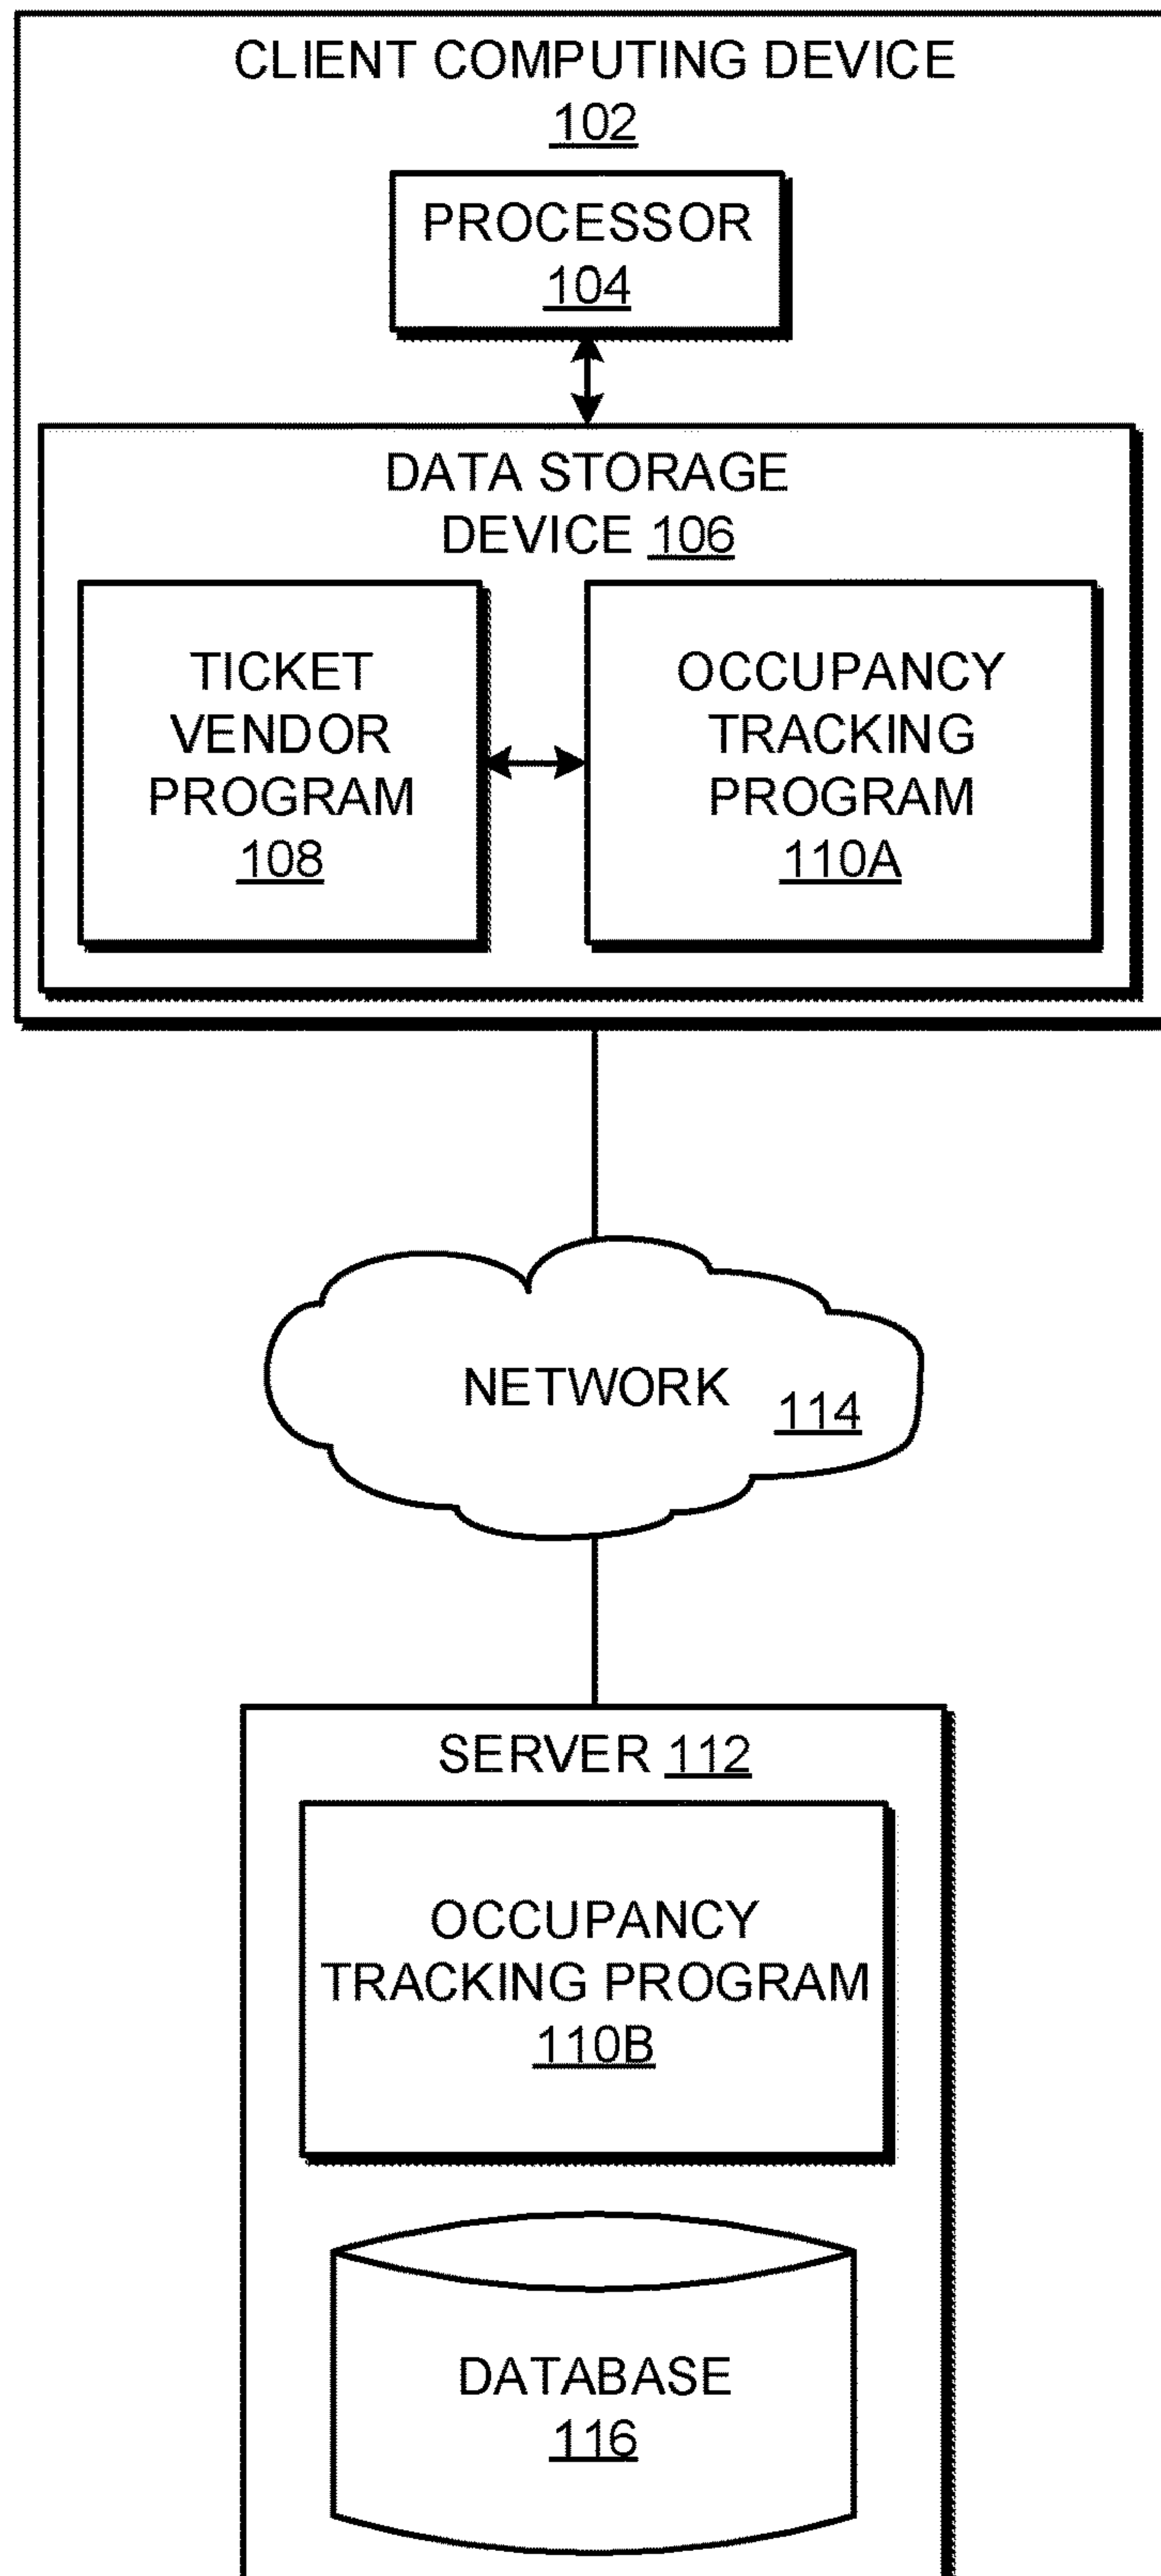 CLIENT COMPUTING DEVICE
102
PROCESSOR
104
DATA STORAGE
DEVICE 106
TICKET
VENDOR
PROGRAM
108
OCCUPANCY
TRACKING
PROGRAM
110A
NETWORK
114
SERVER 112
OCCUPANCY
TRACKING PROGRAM
110B
DATABASE
116